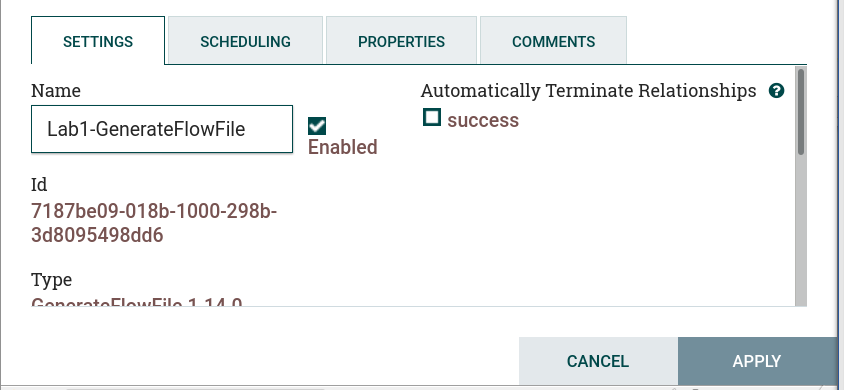 SETTINGS SCHEDULING PROPERTIES COMMENTS
Name
Lab1-GenerateFlowFile
Enabled
Id
7187be09-018b-1000-298b-
3d8095498dd6
Type
GenerateFlowFile 1.14.0
Automatically Terminate Relationships ?
success
CANCEL APPLY